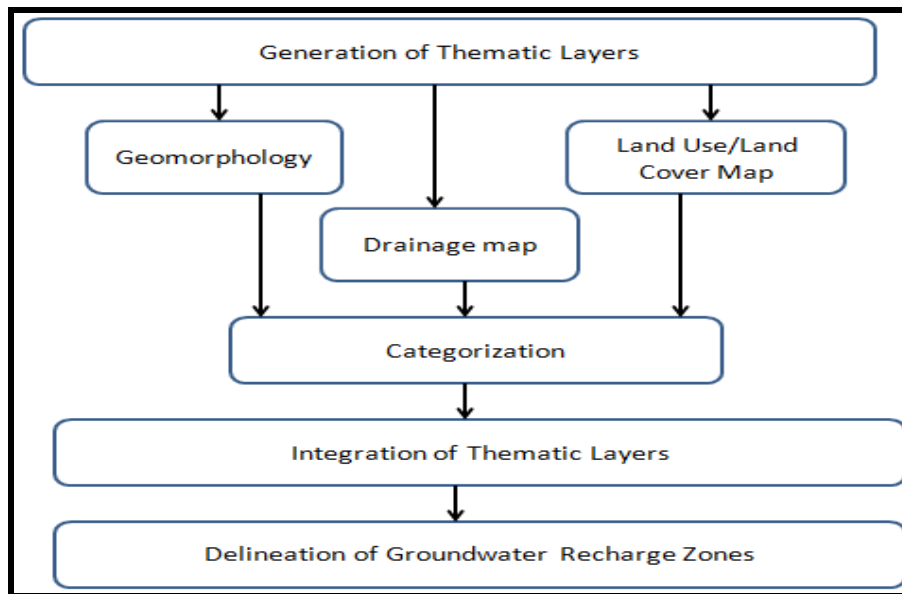 Generation of Thematic Layers
Geomorphology
Land Use/Land
Cover Map
Drainage map
Categorization
Integration of Thematic Layers
Delineation of Groundwater Recharge Zones